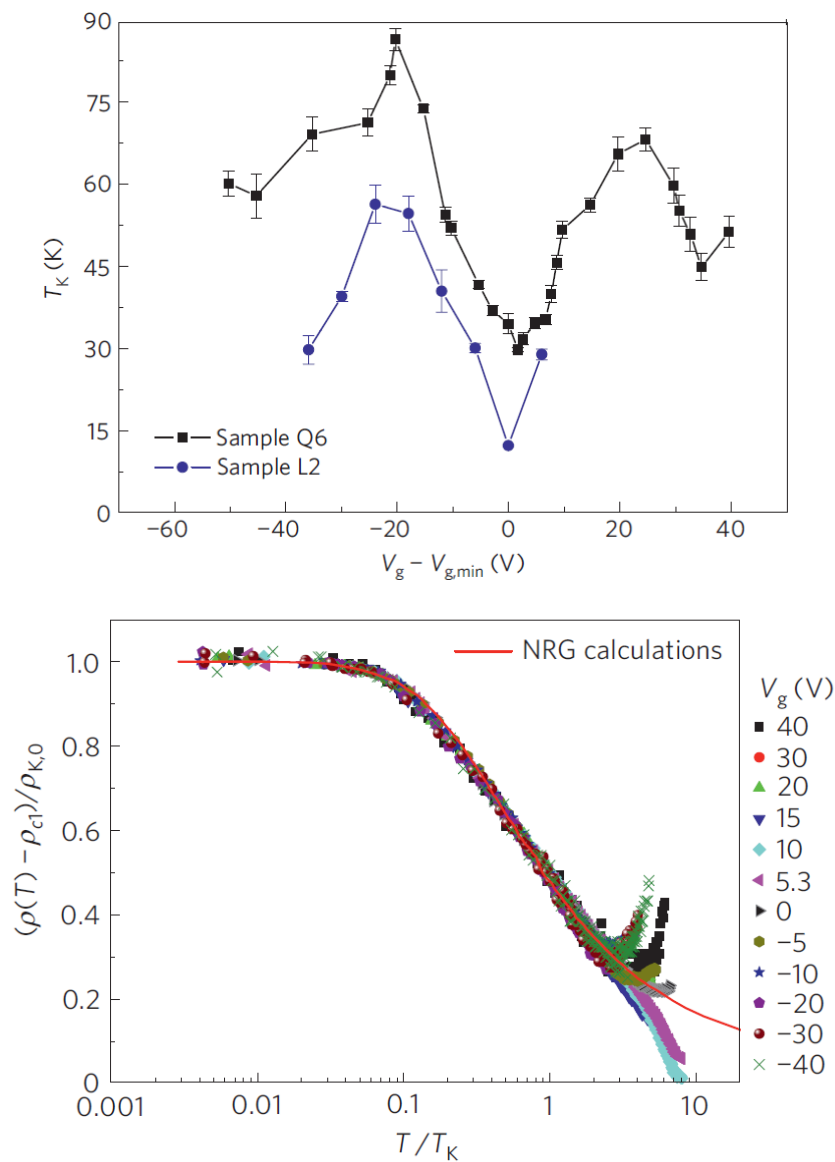 90
75
60
45
30
15
0
T_K (K)
Sample Q6
Sample L2
−60 −40 −20 0 20 40
V_g − V_g,min (V)
NRG calculations
1.0
0.8
0.6
0.4
0.2
0
(ρ(T) − ρ_c1)/ρ_K,0
0.001 0.01 0.1 1 10
T/T_K
V_g (V)
40
30
20
15
10
5.3
0
−5
−10
−20
−30
−40